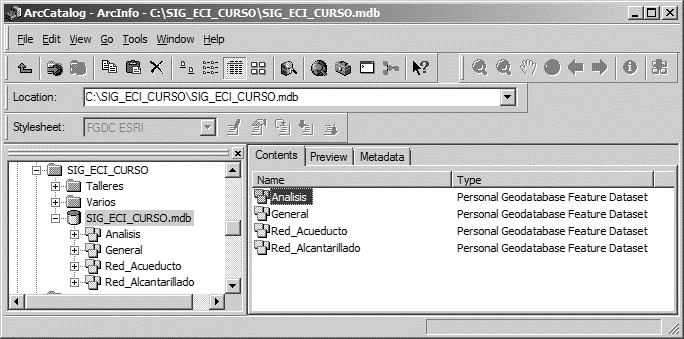 ArcCatalog - ArcInfo - C:\SIG_ECI_CURSO\SIG_ECI_CURSO.mdb
File Edit View Go Tools Window Help
Location: C:\SIG_ECI_CURSO\SIG_ECI_CURSO.mdb
Stylesheet: FGDC ESRI
SIG_ECI_CURSO
Talleres
Varios
SIG_ECI_CURSO.mdb
Analisis
General
Red_Acueducto
Red_Alcantarillado
Contents Preview Metadata
Name Type
Analisis Personal Geodatabase Feature Dataset
General Personal Geodatabase Feature Dataset
Red_Acueducto Personal Geodatabase Feature Dataset
Red_Alcantarillado Personal Geodatabase Feature Dataset